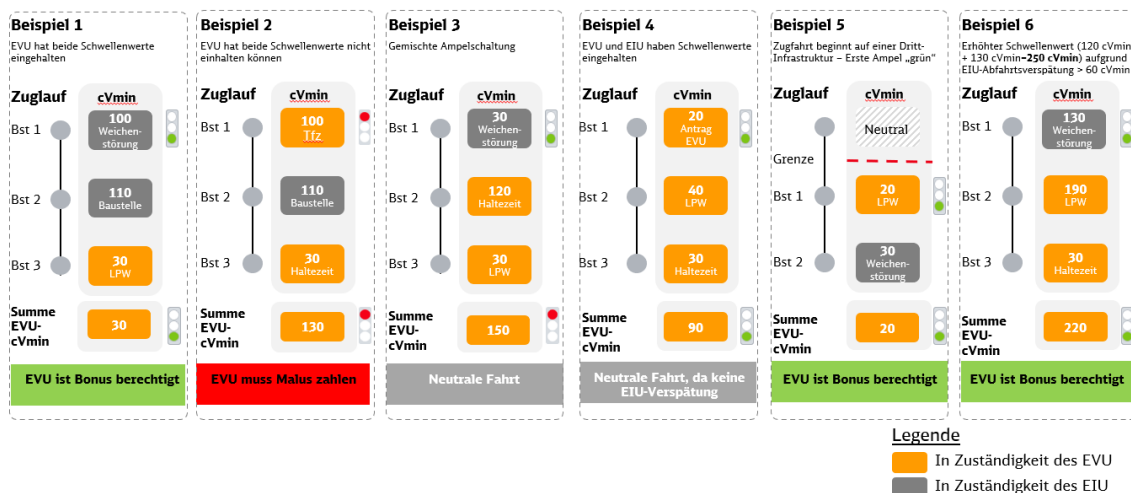 Beispiel 1
EVU hat beide Schwellenwerte
eingehalten
Zuglauf
cVmin
Bst 1
100
Weichen-
störung
Bst 2
110
Baustelle
Bst 3
30
LPW
Summe
EVU-
cVmin
30
EVU ist Bonus berechtigt
Beispiel 2
EVU hat beide Schwellenwerte nicht
einhalten können
Zuglauf
cVmin
Bst 1
100
Tfz
Bst 2
110
Baustelle
Bst 3
30
Haltezeit
Summe
EVU-
cVmin
130
EVU muss Malus zahlen
Beispiel 3
Gemischte Ampelschaltung
Zuglauf
cVmin
Bst 1
30
Weichen-
störung
Bst 2
120
Haltezeit
Bst 3
30
LPW
Summe
EVU-
cVmin
150
Neutrale Fahrt
Beispiel 4
EVU und EIU haben Schwellenwerte
eingehalten
Zuglauf
cVmin
Bst 1
20
Antrag
EVU
Bst 2
40
LPW
Bst 3
30
Haltezeit
Summe
EVU-
cVmin
90
Neutrale Fahrt, da keine
EIU-Verspätung
Beispiel 5
Zugfahrt beginnt auf einer Dritt-
Infrastruktur – Erste Ampel „grün“
Zuglauf
cVmin
Neutral
Grenze
Bst 1
20
LPW
Bst 2
30
Weichen-
störung
Summe
EVU-
cVmin
20
EVU ist Bonus berechtigt
Beispiel 6
Erhöhter Schwellenwert (120 cVmin
+ 130 cVmin=250 cVmin) aufgrund
EIU-Abfahrtsverspätung > 60 cVmin
Zuglauf
cVmin
Bst 1
130
Weichen-
störung
Bst 2
190
LPW
Bst 3
30
Haltezeit
Summe
EVU-
cVmin
220
EVU ist Bonus berechtigt
Legende
In Zuständigkeit des EVU
In Zuständigkeit des EIU